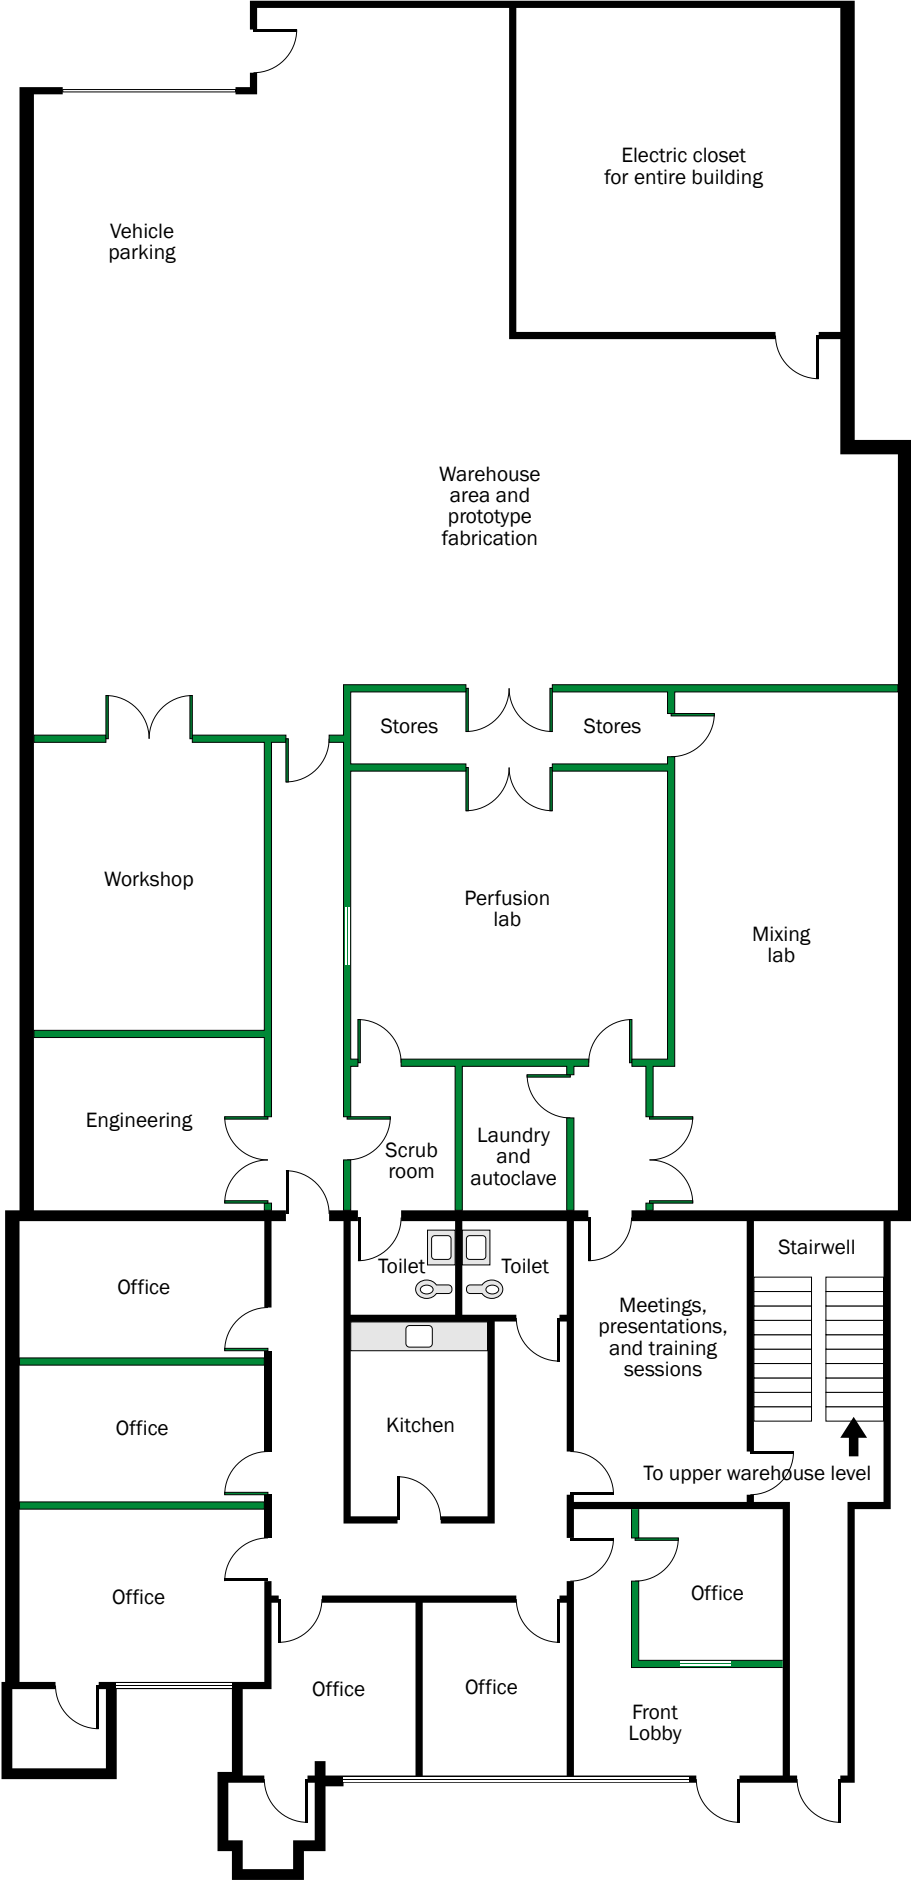 Electric closet
for entire building
Vehicle
parking
Warehouse
area and
prototype
fabrication
Stores
Stores
Workshop
Perfusion
lab
Mixing
lab
Engineering
Scrub
room
Laundry
and
autoclave
Office
Toilet
Toilet
Stairwell
Meetings,
presentations,
and training
sessions
Office
Kitchen
To upper warehouse level
Office
Office
Office
Office
Front
Lobby